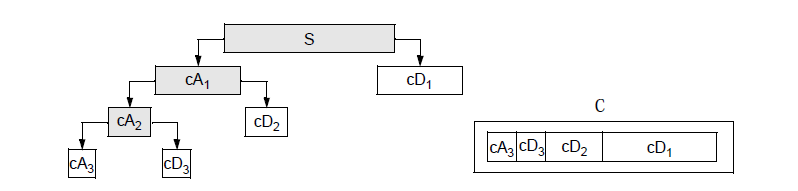 S
cA₁
cD₁
C
cA₂
cD₂
cA₃ cD₃ cD₂ cD₁
cA₃
cD₃